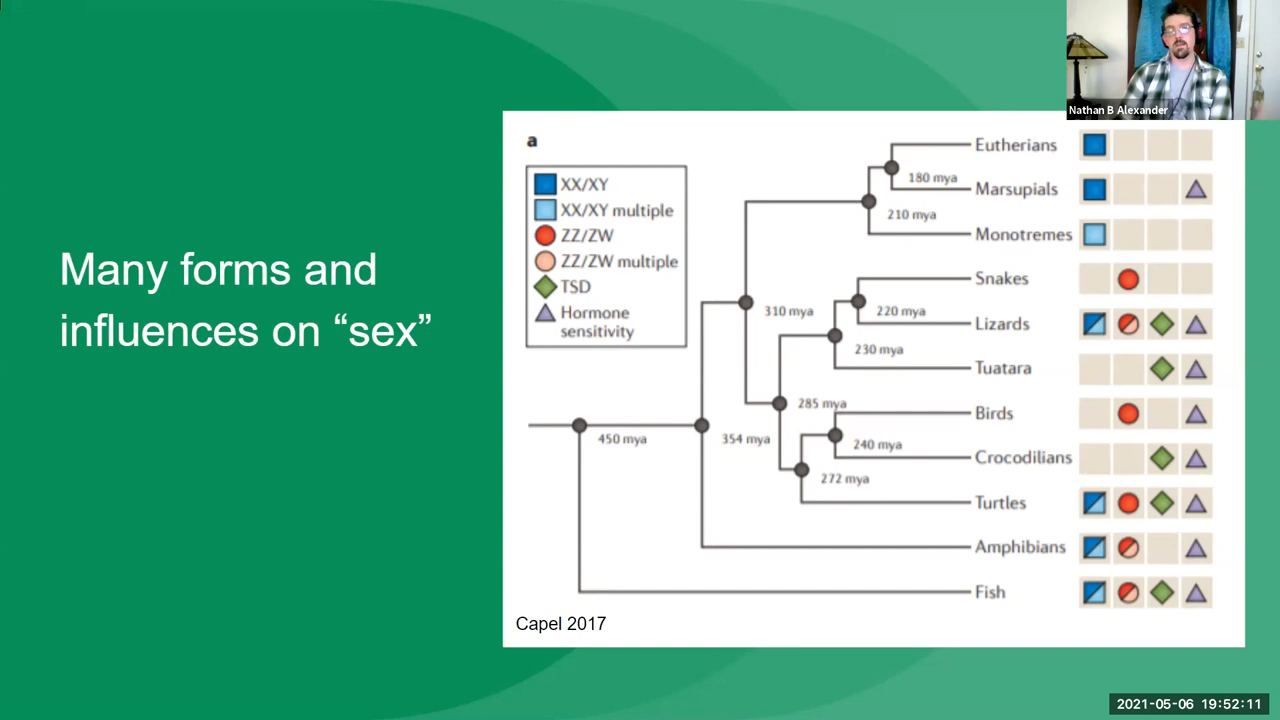 Nathan B Alexander
Many forms and
influences on “sex”
a
XX/XY
XX/XY multiple
ZZ/ZW
ZZ/ZW multiple
TSD
Hormone
sensitivity
Eutherians
180 mya
Marsupials
210 mya
Monotremes
Snakes
310 mya
220 mya
Lizards
230 mya
Tuatara
285 mya
Birds
450 mya
354 mya
240 mya
Crocodilians
272 mya
Turtles
Amphibians
Fish
Capel 2017
2021-05-06 19:52:11